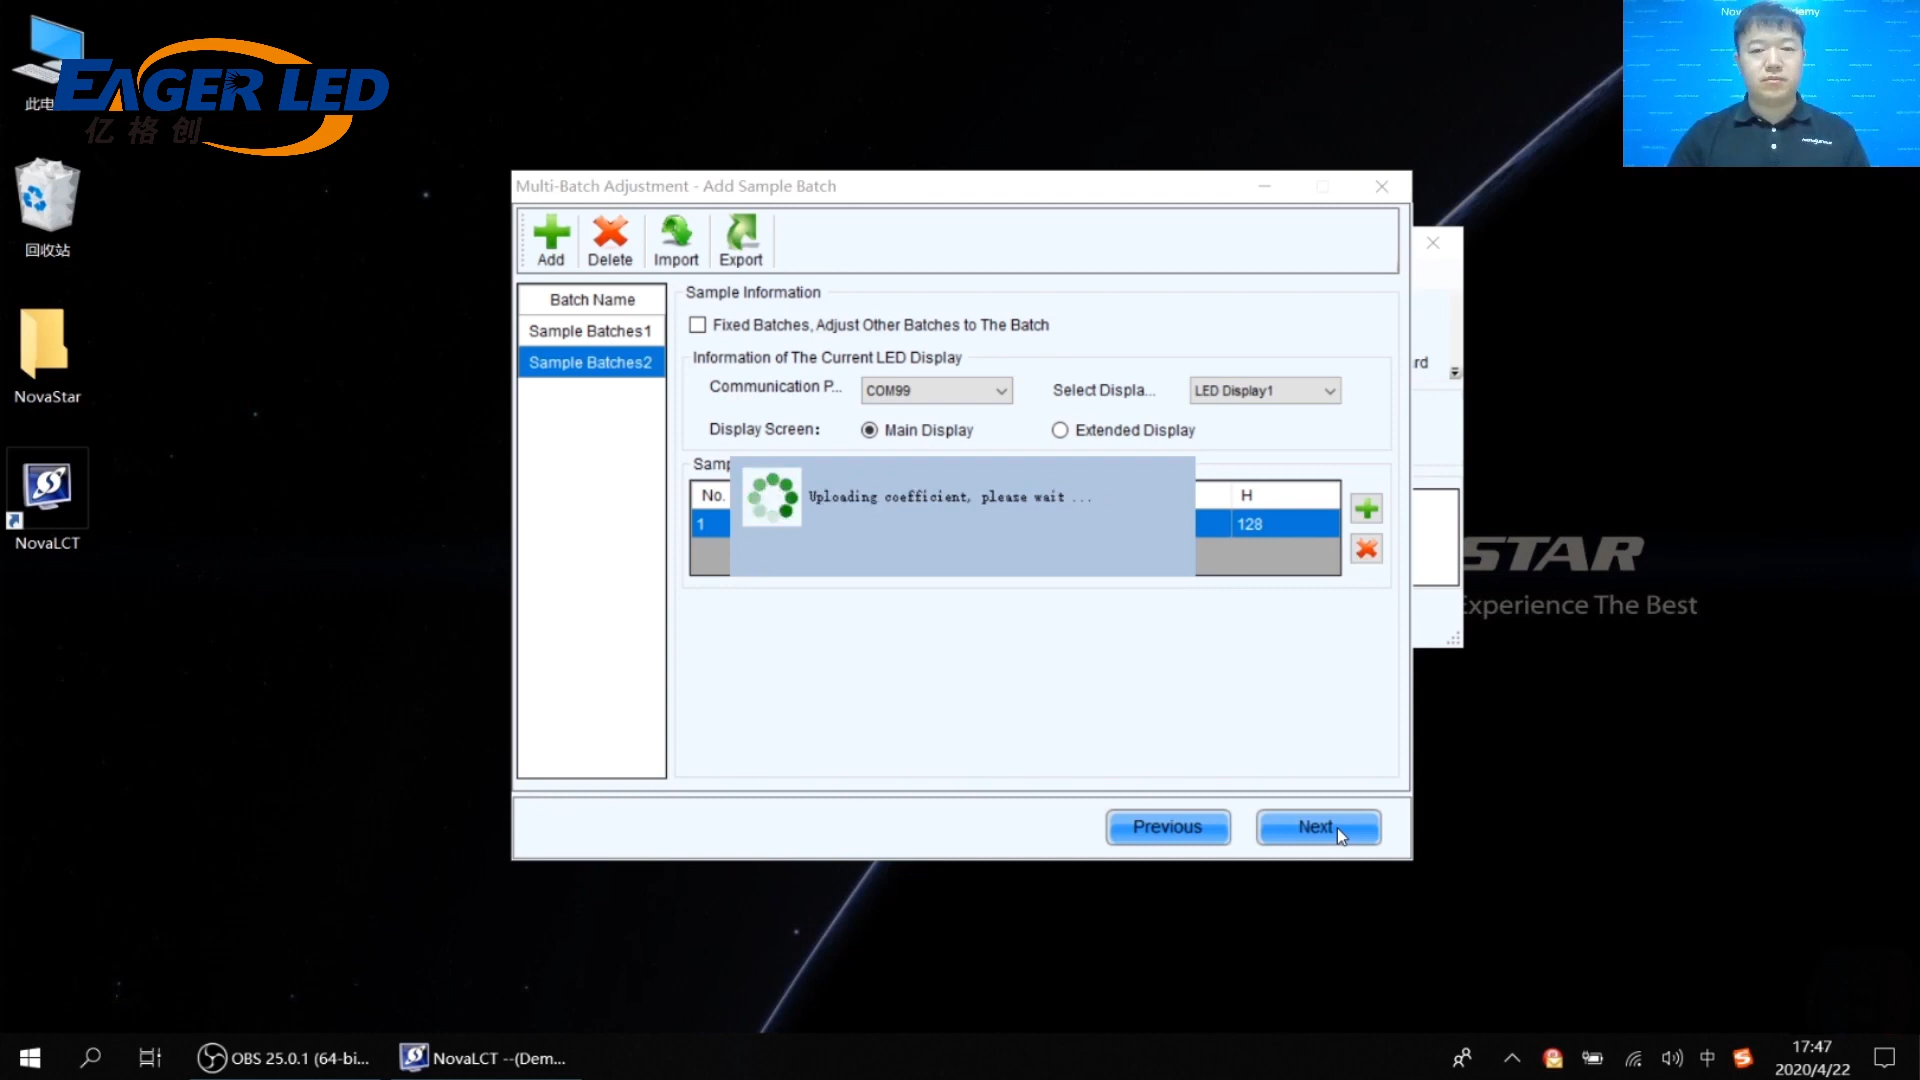 此电
EAGER LED
亿格创
回收站
NovaStar
NovaLCT
Multi-Batch Adjustment - Add Sample Batch
Add
Delete
Import
Export
Batch Name
Sample Batches1
Sample Batches2
Sample Information
Fixed Batches, Adjust Other Batches to The Batch
Information of The Current LED Display
Communication P...
COM99
Select Displa...
LED Display1
Display Screen:
Main Display
Extended Display
Samp
No.
H
1
128
Uploading coefficient, please wait ...
Previous
Next
rd
STAR
Experience The Best
OBS 25.0.1 (64-bi...
NovaLCT --(Dem...
中
17:47
2020/4/22